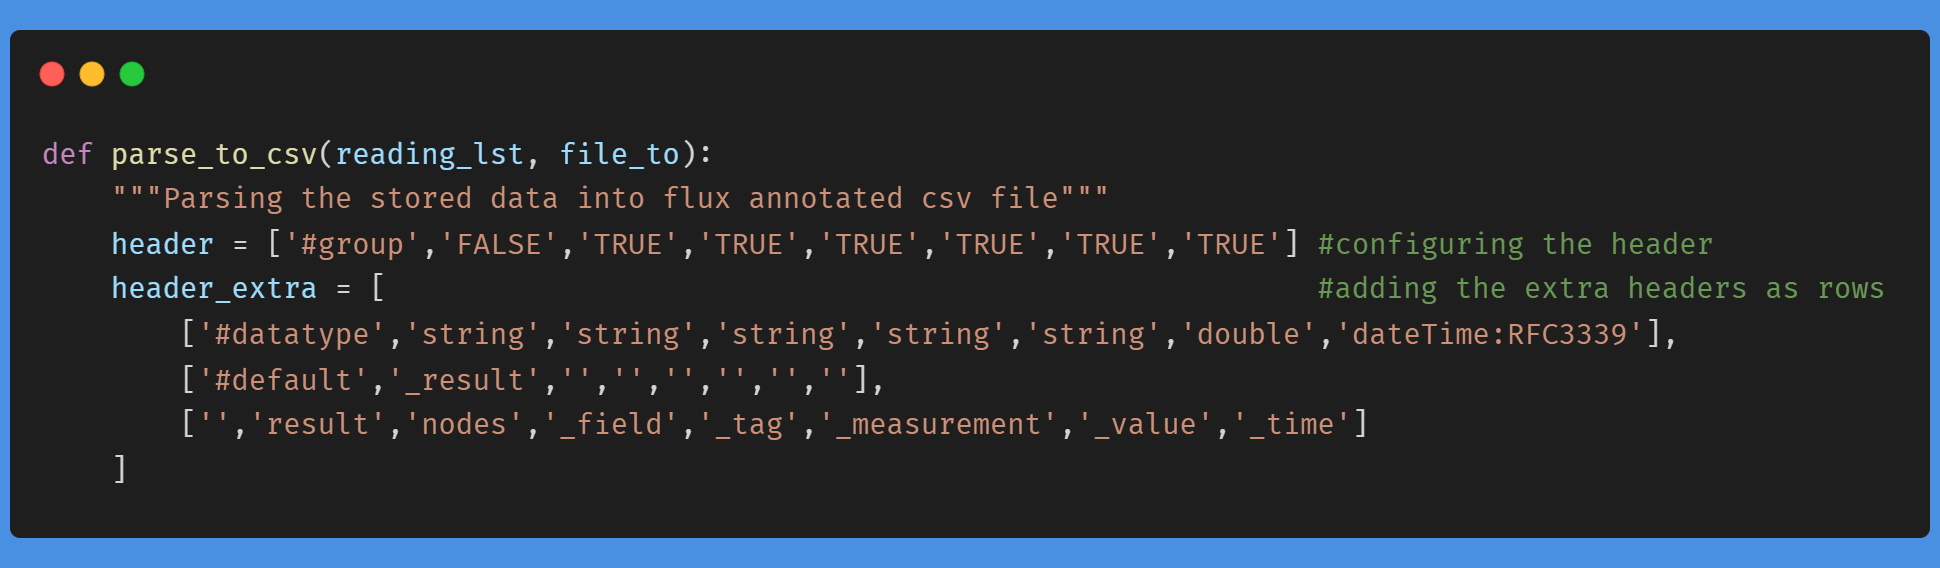 def parse_to_csv(reading_lst, file_to):
    """Parsing the stored data into flux annotated csv file"""
    header = ['#group','FALSE','TRUE','TRUE','TRUE','TRUE','TRUE','TRUE'] #configuring the header
    header_extra = [                                                      #adding the extra headers as rows
        ['#datatype','string','string','string','string','string','double','dateTime:RFC3339'],
        ['#default','_result','','','','','',''],
        ['','result','nodes','_field','_tag','_measurement','_value','_time']
    ]